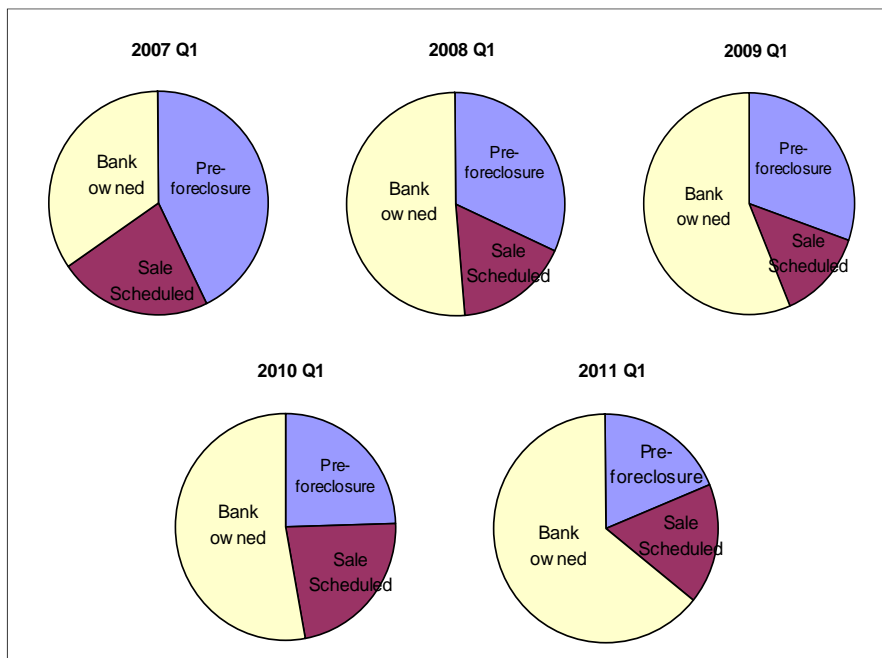 2007 Q1
Bank
ow ned
Pre-
foreclosure
Sale
Scheduled
2008 Q1
Bank
ow ned
Pre-
foreclosure
Sale
Scheduled
2009 Q1
Bank
ow ned
Pre-
foreclosure
Sale
Scheduled
2010 Q1
Bank
ow ned
Pre-
foreclosure
Sale
Scheduled
2011 Q1
Bank
ow ned
Pre-
foreclosure
Sale
Scheduled